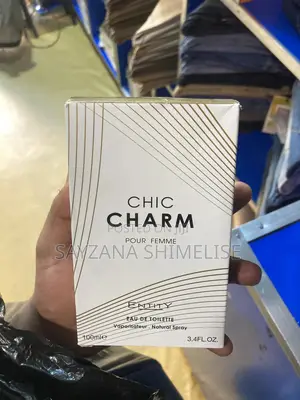 CHIC
CHARM
POSTED ON Jiji
POUR FEMME
SAYZANA SHIMELISE
ENTITY
EAU DE TOILETTE
Vaporisateur - Natural Spray
100ml e 3.4FL.OZ.